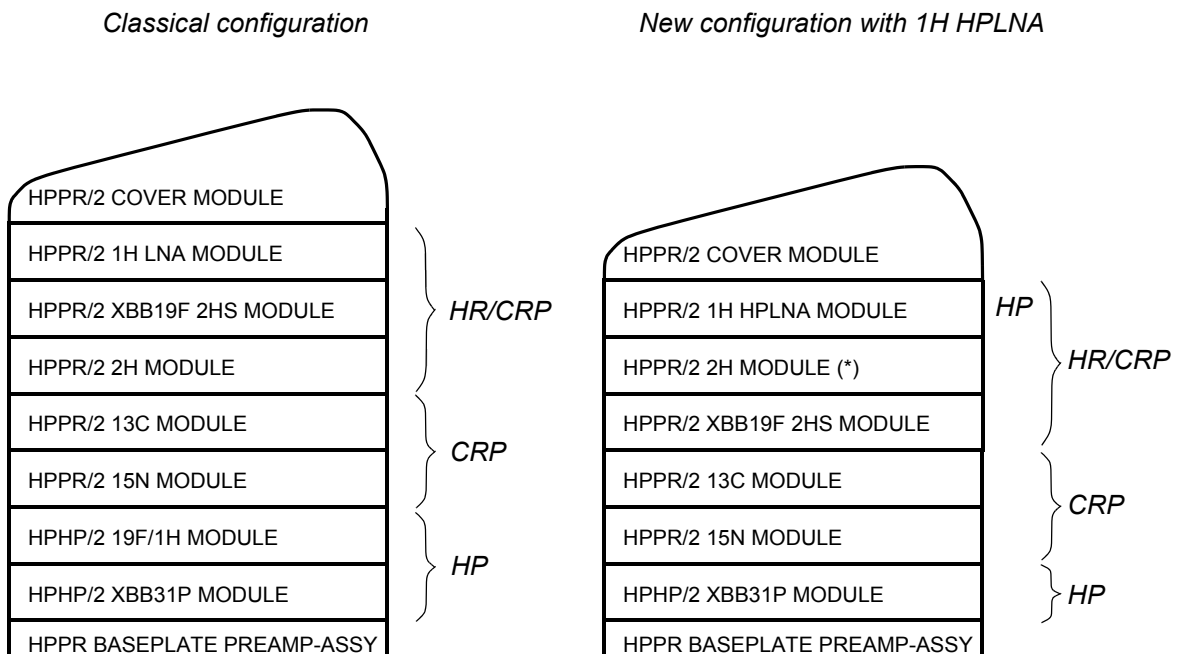 Classical configuration
HPPR/2 COVER MODULE
HPPR/2 1H LNA MODULE
HPPR/2 XBB19F 2HS MODULE
HR/CRP
HPPR/2 2H MODULE
HPPR/2 13C MODULE
CRP
HPPR/2 15N MODULE
HPHP/2 19F/1H MODULE
HP
HPHP/2 XBB31P MODULE
HPPR BASEPLATE PREAMP-ASSY
New configuration with 1H HPLNA
HPPR/2 COVER MODULE
HPPR/2 1H HPLNA MODULE
HP
HPPR/2 2H MODULE (*)
HR/CRP
HPPR/2 XBB19F 2HS MODULE
HPPR/2 13C MODULE
CRP
HPPR/2 15N MODULE
HPHP/2 XBB31P MODULE
HP
HPPR BASEPLATE PREAMP-ASSY